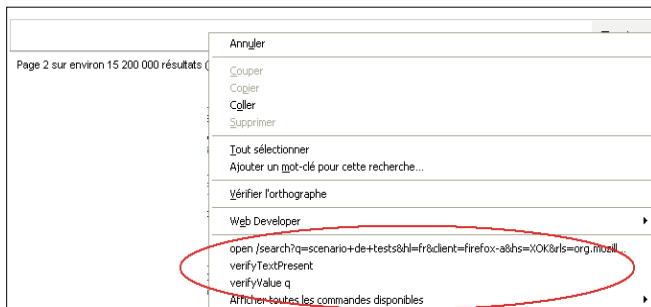 Annuler
Page 2 sur environ 15 200 000 résultats (
Couper
Copier
Coller
Supprimer
Tout sélectionner
Ajouter un mot-clé pour cette recherche...
Vérifier l'orthographe
Web Developer
open /search?q=scenario+de+tests&hl=fr&client=firefox-a&hs=XOK&rls=org.mozill...
verifyTextPresent
verifyValue q
Afficher toutes les commandes disponibles